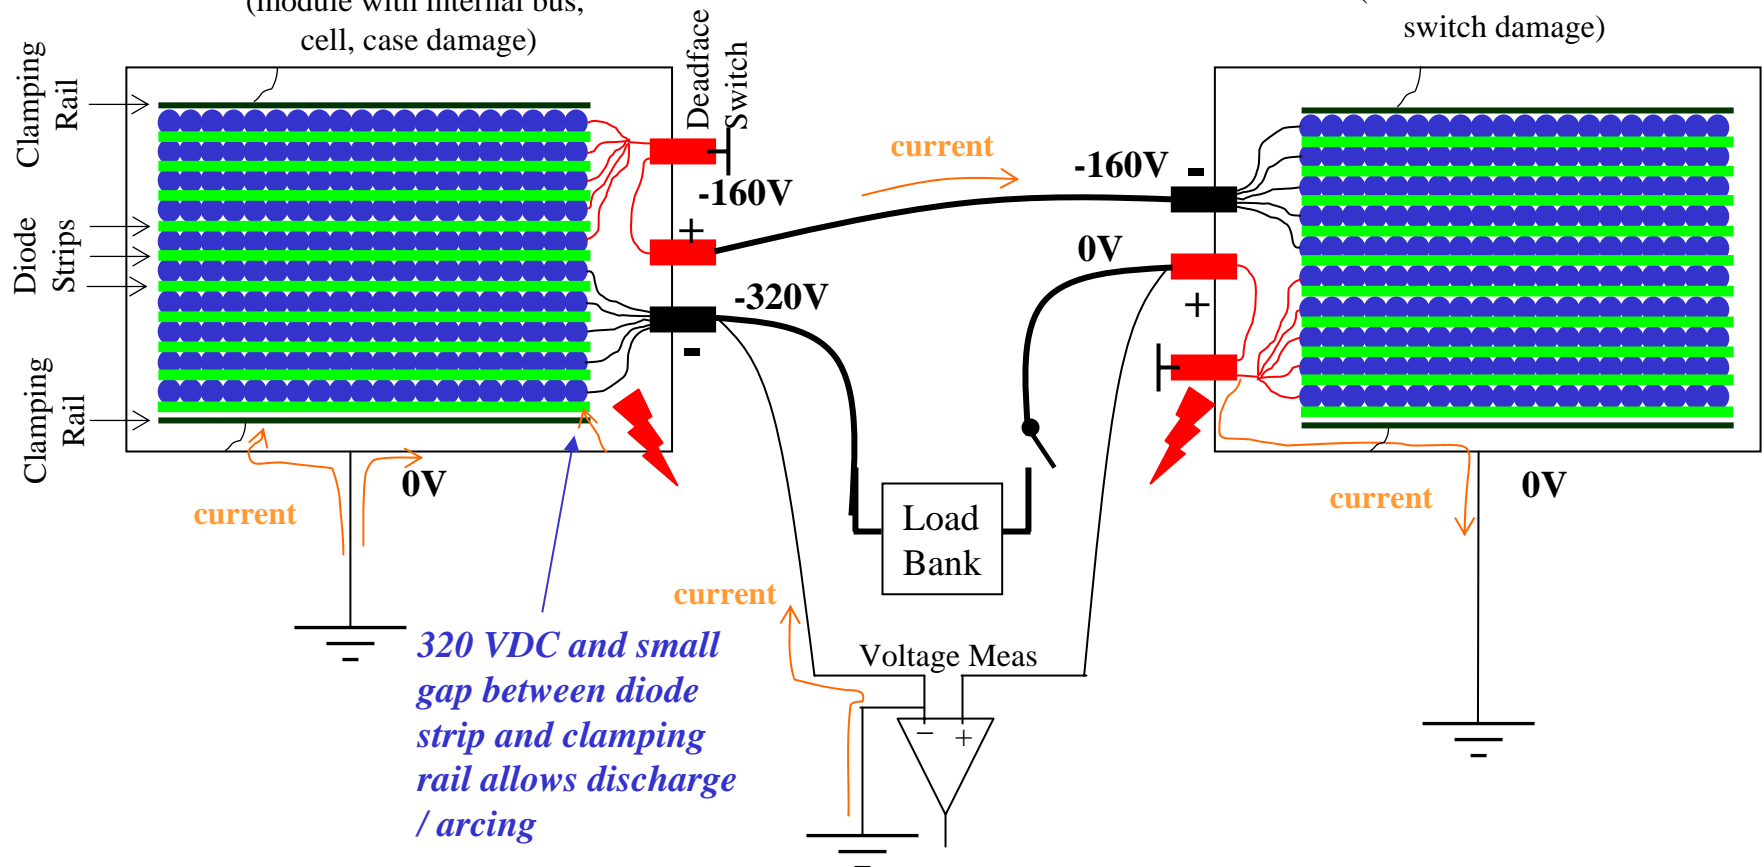 (module with internal bus,
cell, case damage)
switch damage)
Clamping
Rail
Diode
Strips
Clamping
Rail
Deadface
Switch
-160V
+
-320V
-
current
-160V
-
0V
+
0V
current
0V
current
Load
Bank
current
Voltage Meas
− +
320 VDC and small
gap between diode
strip and clamping
rail allows discharge
/ arcing